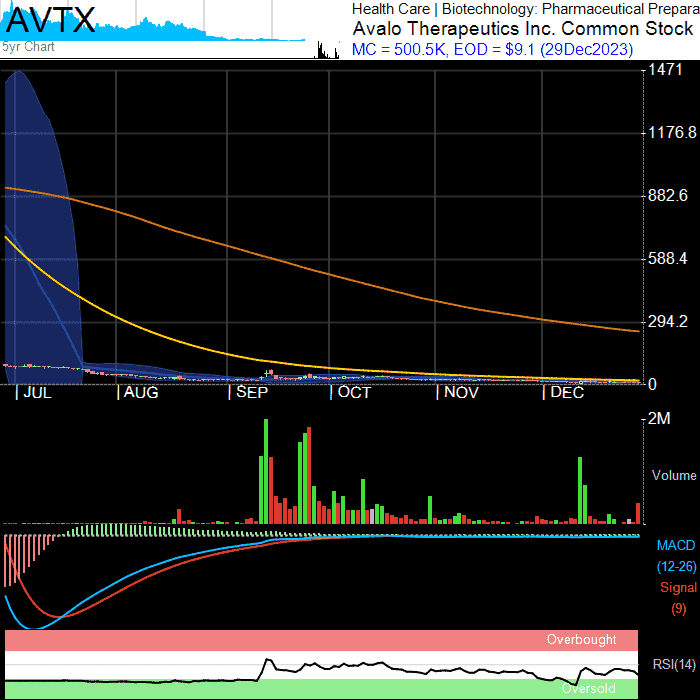 AVTX
5yr Chart
Health Care | Biotechnology: Pharmaceutical Prepara
Avalo Therapeutics Inc. Common Stock
MC = 500.5K, EOD = $9.1 (29Dec2023)
1471
1176.8
882.6
588.4
294.2
0
JUL AUG SEP OCT NOV DEC
2M
Volume
MACD
(12-26)
Signal
(9)
Overbought
RSI(14)
Oversold